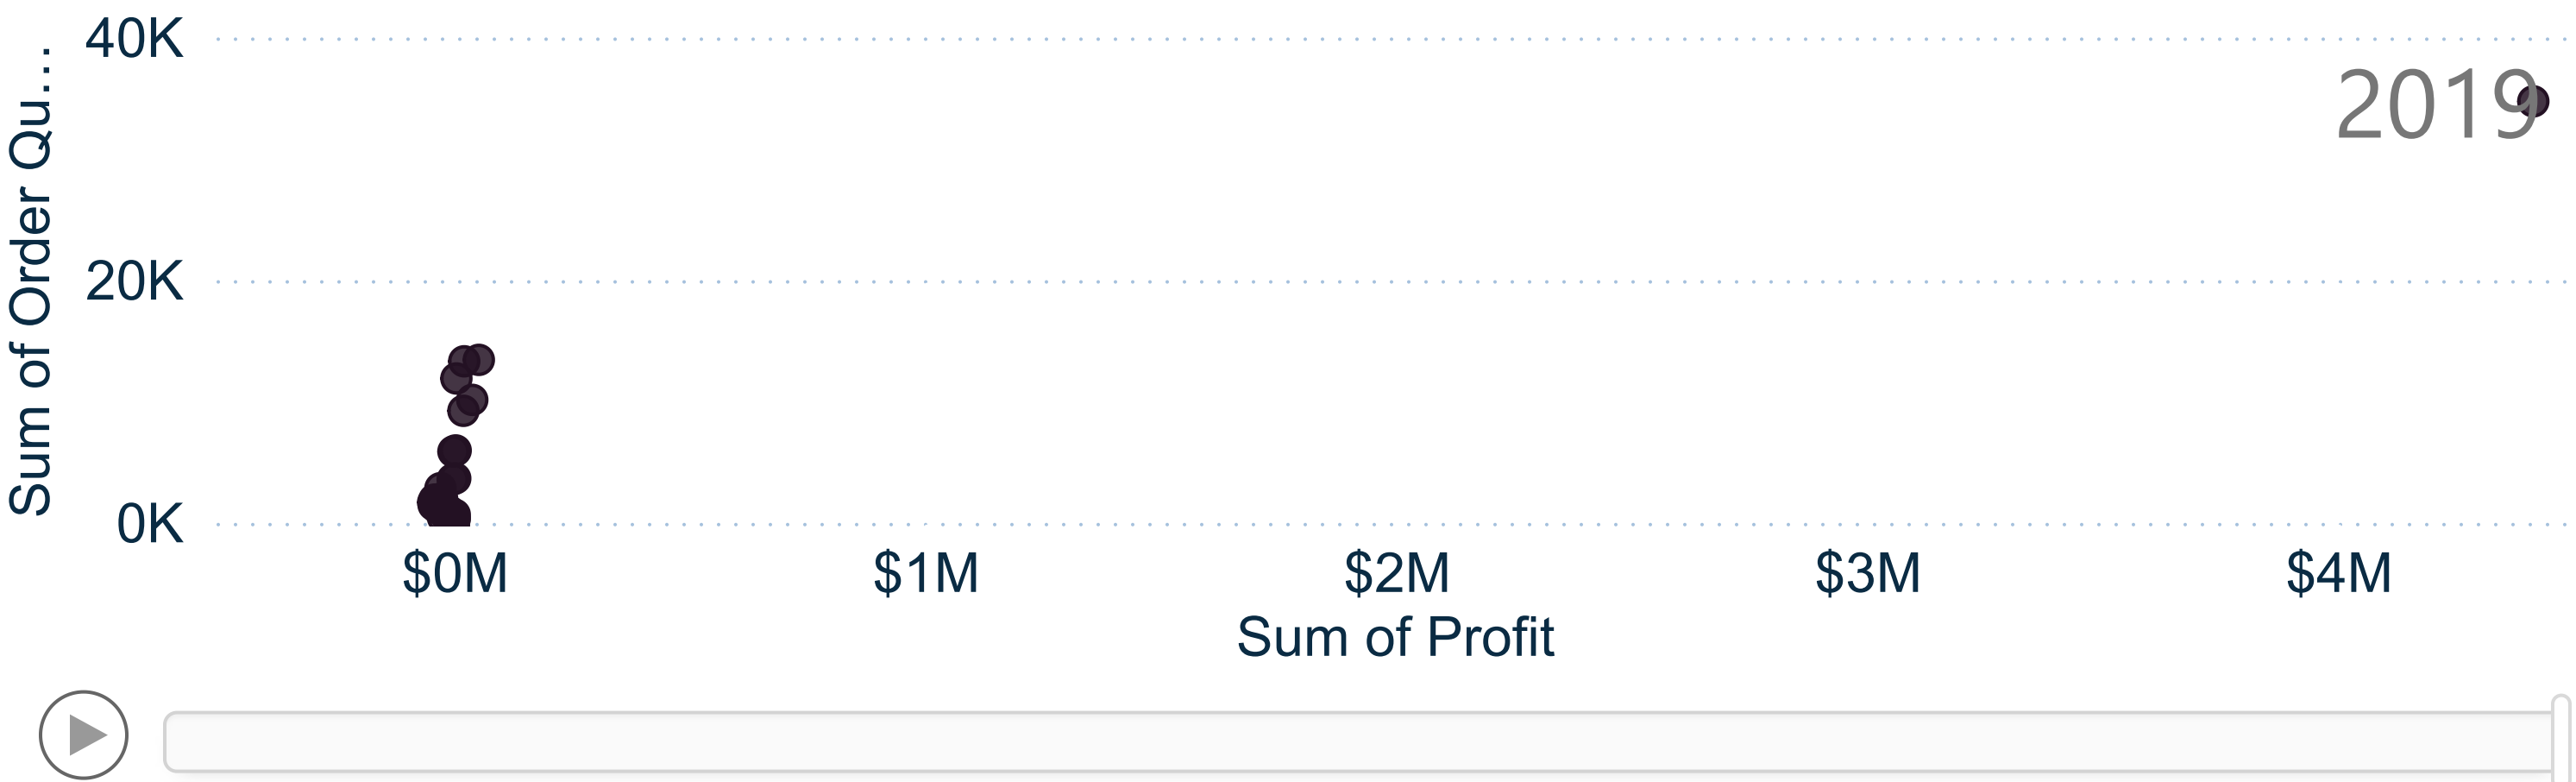 Sum of Order Qu...
40K
2019
20K
0K
$0M $1M $2M $3M $4M
Sum of Profit